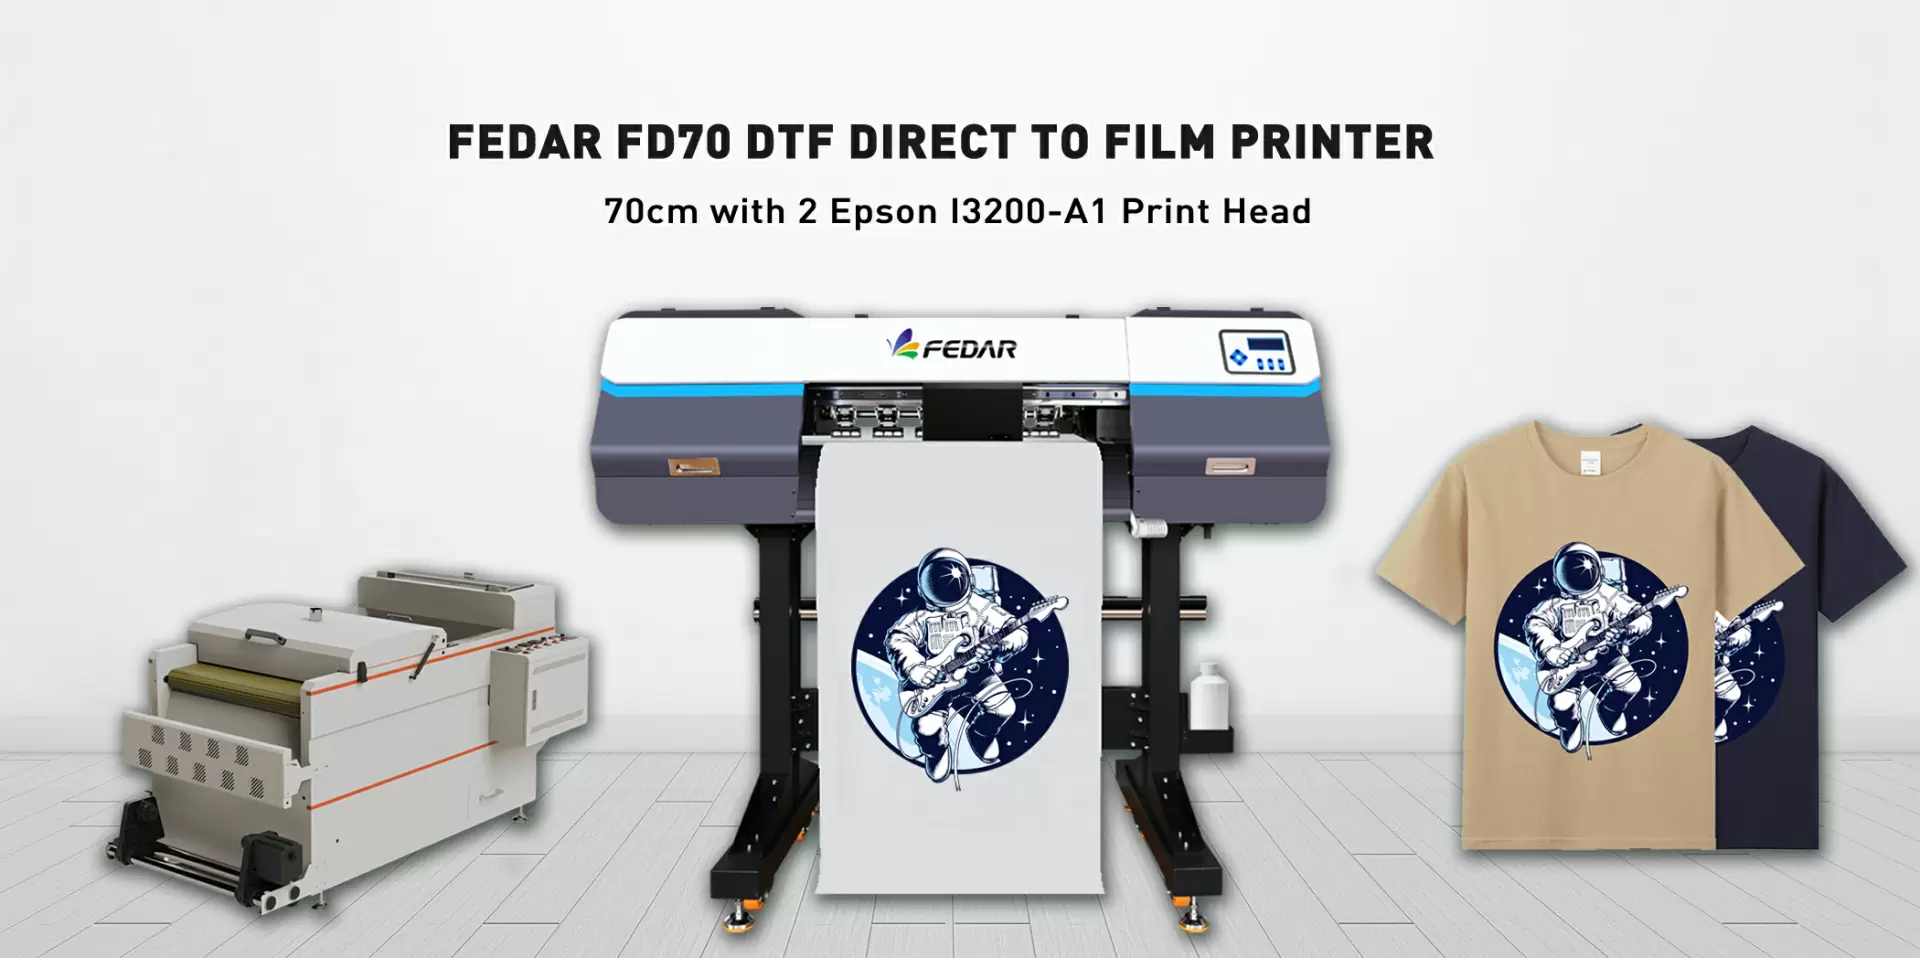 FEDAR FD70 DTF DIRECT TO FILM PRINTER
70cm with 2 Epson I3200-A1 Print Head
FEDAR